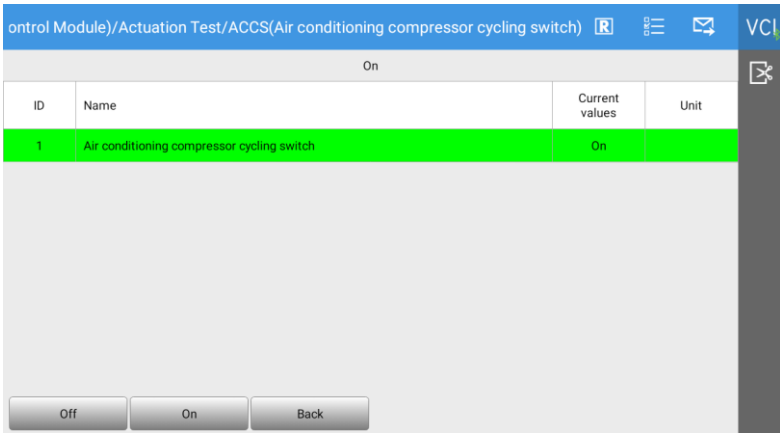 ontrol Module)/Actuation Test/ACCS(Air conditioning compressor cycling switch) R VCI
On
ID Name Current values Unit
1 Air conditioning compressor cycling switch On
Off On Back